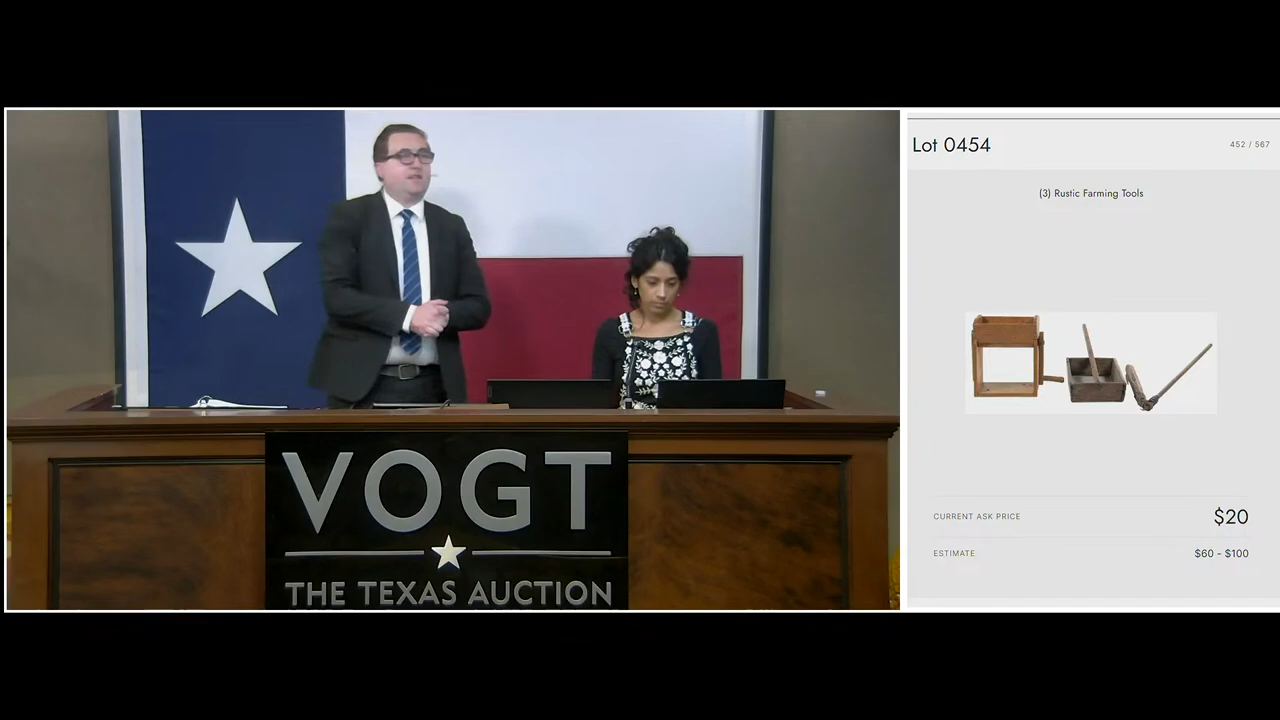 VOGT
THE TEXAS AUCTION
Lot 0454
452 / 567
(3) Rustic Farming Tools
CURRENT ASK PRICE
$20
ESTIMATE
$60 - $100